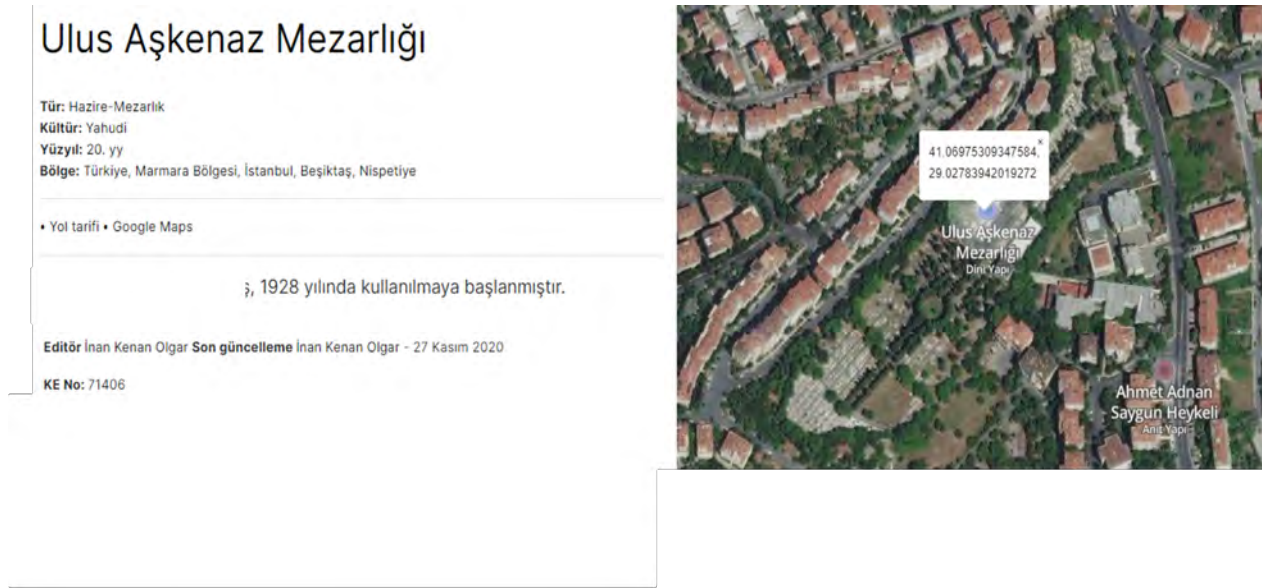 Ulus Aşkenaz Mezarlığı
Tür: Hazire-Mezarlık
Kültür: Yahudi
Yüzyıl: 20. yy
Bölge: Türkiye, Marmara Bölgesi, İstanbul, Beşiktaş, Nispetiye
• Yol tarifi • Google Maps
ş, 1928 yılında kullanılmaya başlanmıştır.
Editör İnan Kenan Olgar Son güncelleme İnan Kenan Olgar - 27 Kasım 2020
KE No: 71406
×
41.06975309347584,
29.02783942019272
Ulus Aşkenaz
Mezarlığı
Dini Yapı
Ahmet Adnan
Saygun Heykeli
Anıt Yapı